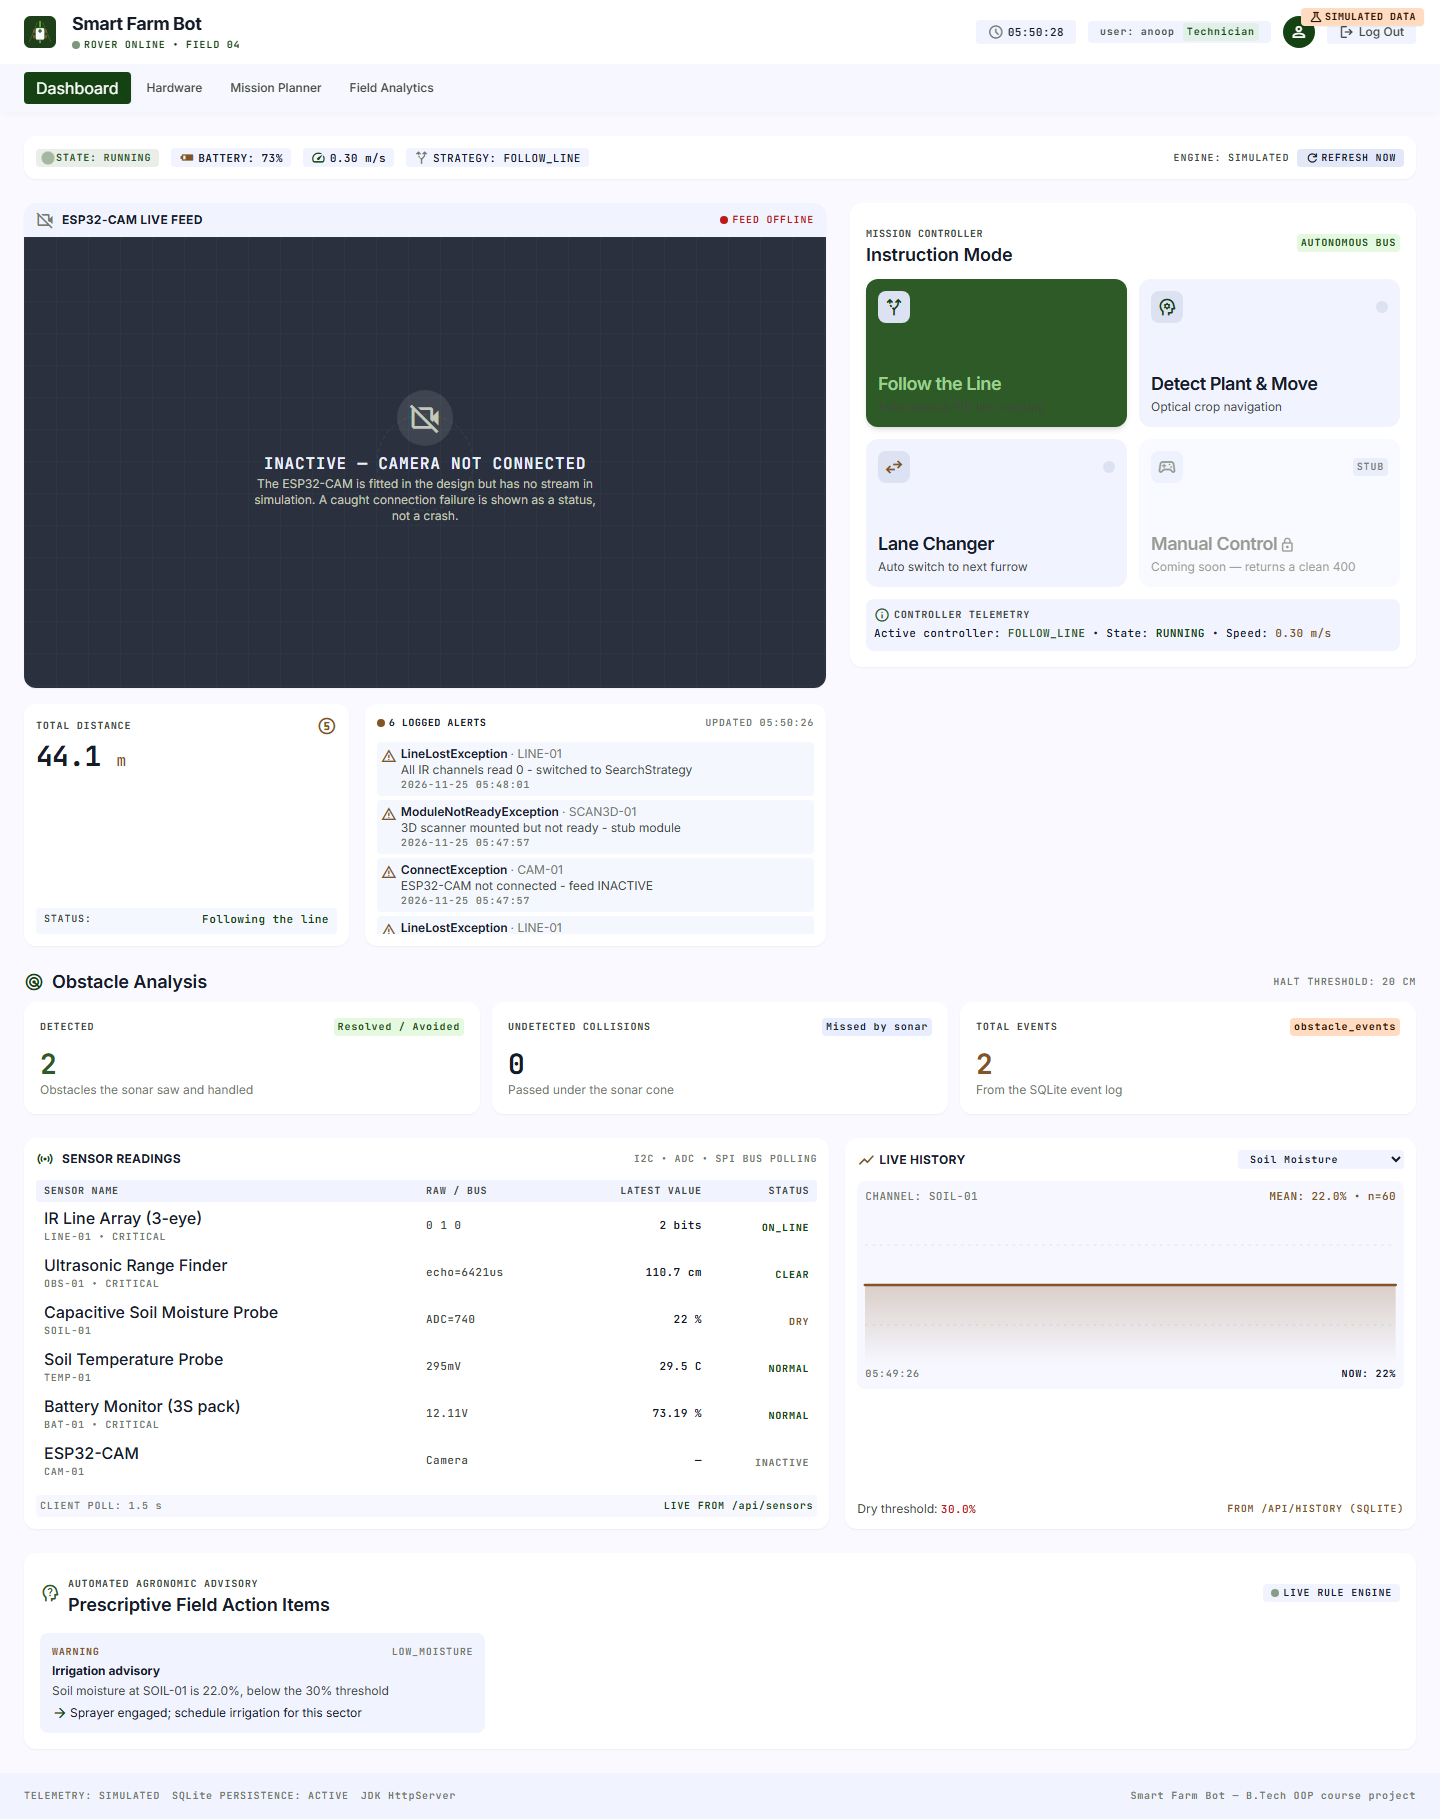 Smart Farm Bot
ROVER ONLINE • FIELD 04
05:50:28
user: anoop Technician
SIMULATED DATA
Log Out
Dashboard
Hardware
Mission Planner
Field Analytics
STATE: RUNNING
BATTERY: 73%
0.30 m/s
STRATEGY: FOLLOW_LINE
ENGINE: SIMULATED
REFRESH NOW
ESP32-CAM LIVE FEED
FEED OFFLINE
INACTIVE — CAMERA NOT CONNECTED
The ESP32-CAM is fitted in the design but has no stream in
simulation. A caught connection failure is shown as a status,
not a crash.
MISSION CONTROLLER
Instruction Mode
AUTONOMOUS BUS
Follow the Line
Detect Plant & Move
Optical crop navigation
Lane Changer
Auto switch to next furrow
STUB
Manual Control
Coming soon — returns a clean 400
CONTROLLER TELEMETRY
Active controller: FOLLOW_LINE • State: RUNNING • Speed: 0.30 m/s
TOTAL DISTANCE
44.1 m
STATUS:
Following the line
6 LOGGED ALERTS
UPDATED 05:50:26
LineLostException · LINE-01
All IR channels read 0 - switched to SearchStrategy
2026-11-25 05:48:01
ModuleNotReadyException · SCAN3D-01
3D scanner mounted but not ready - stub module
2026-11-25 05:47:57
ConnectException · CAM-01
ESP32-CAM not connected - feed INACTIVE
2026-11-25 05:47:57
LineLostException · LINE-01
Obstacle Analysis
HALT THRESHOLD: 20 CM
DETECTED
Resolved / Avoided
2
Obstacles the sonar saw and handled
UNDETECTED COLLISIONS
Missed by sonar
0
Passed under the sonar cone
TOTAL EVENTS
obstacle_events
2
From the SQLite event log
SENSOR READINGS
I2C • ADC • SPI BUS POLLING
SENSOR NAME RAW / BUS LATEST VALUE STATUS
IR Line Array (3-eye)
LINE-01 • CRITICAL
0 1 0
2 bits
ON_LINE
Ultrasonic Range Finder
OBS-01 • CRITICAL
echo=6421us
110.7 cm
CLEAR
Capacitive Soil Moisture Probe
SOIL-01
ADC=740
22 %
DRY
Soil Temperature Probe
TEMP-01
295mV
29.5 C
NORMAL
Battery Monitor (3S pack)
BAT-01 • CRITICAL
12.11V
73.19 %
NORMAL
ESP32-CAM
CAM-01
Camera
—
INACTIVE
CLIENT POLL: 1.5 s
LIVE FROM /api/sensors
LIVE HISTORY
Soil Moisture
CHANNEL: SOIL-01
MEAN: 22.0% • n=60
05:49:26
NOW: 22%
Dry threshold: 30.0%
FROM /API/HISTORY (SQLITE)
AUTOMATED AGRONOMIC ADVISORY
Prescriptive Field Action Items
LIVE RULE ENGINE
WARNING
LOW_MOISTURE
Irrigation advisory
Soil moisture at SOIL-01 is 22.0%, below the 30% threshold
→ Sprayer engaged; schedule irrigation for this sector
TELEMETRY: SIMULATED SQLite PERSISTENCE: ACTIVE JDK HttpServer
Smart Farm Bot — B.Tech OOP course project